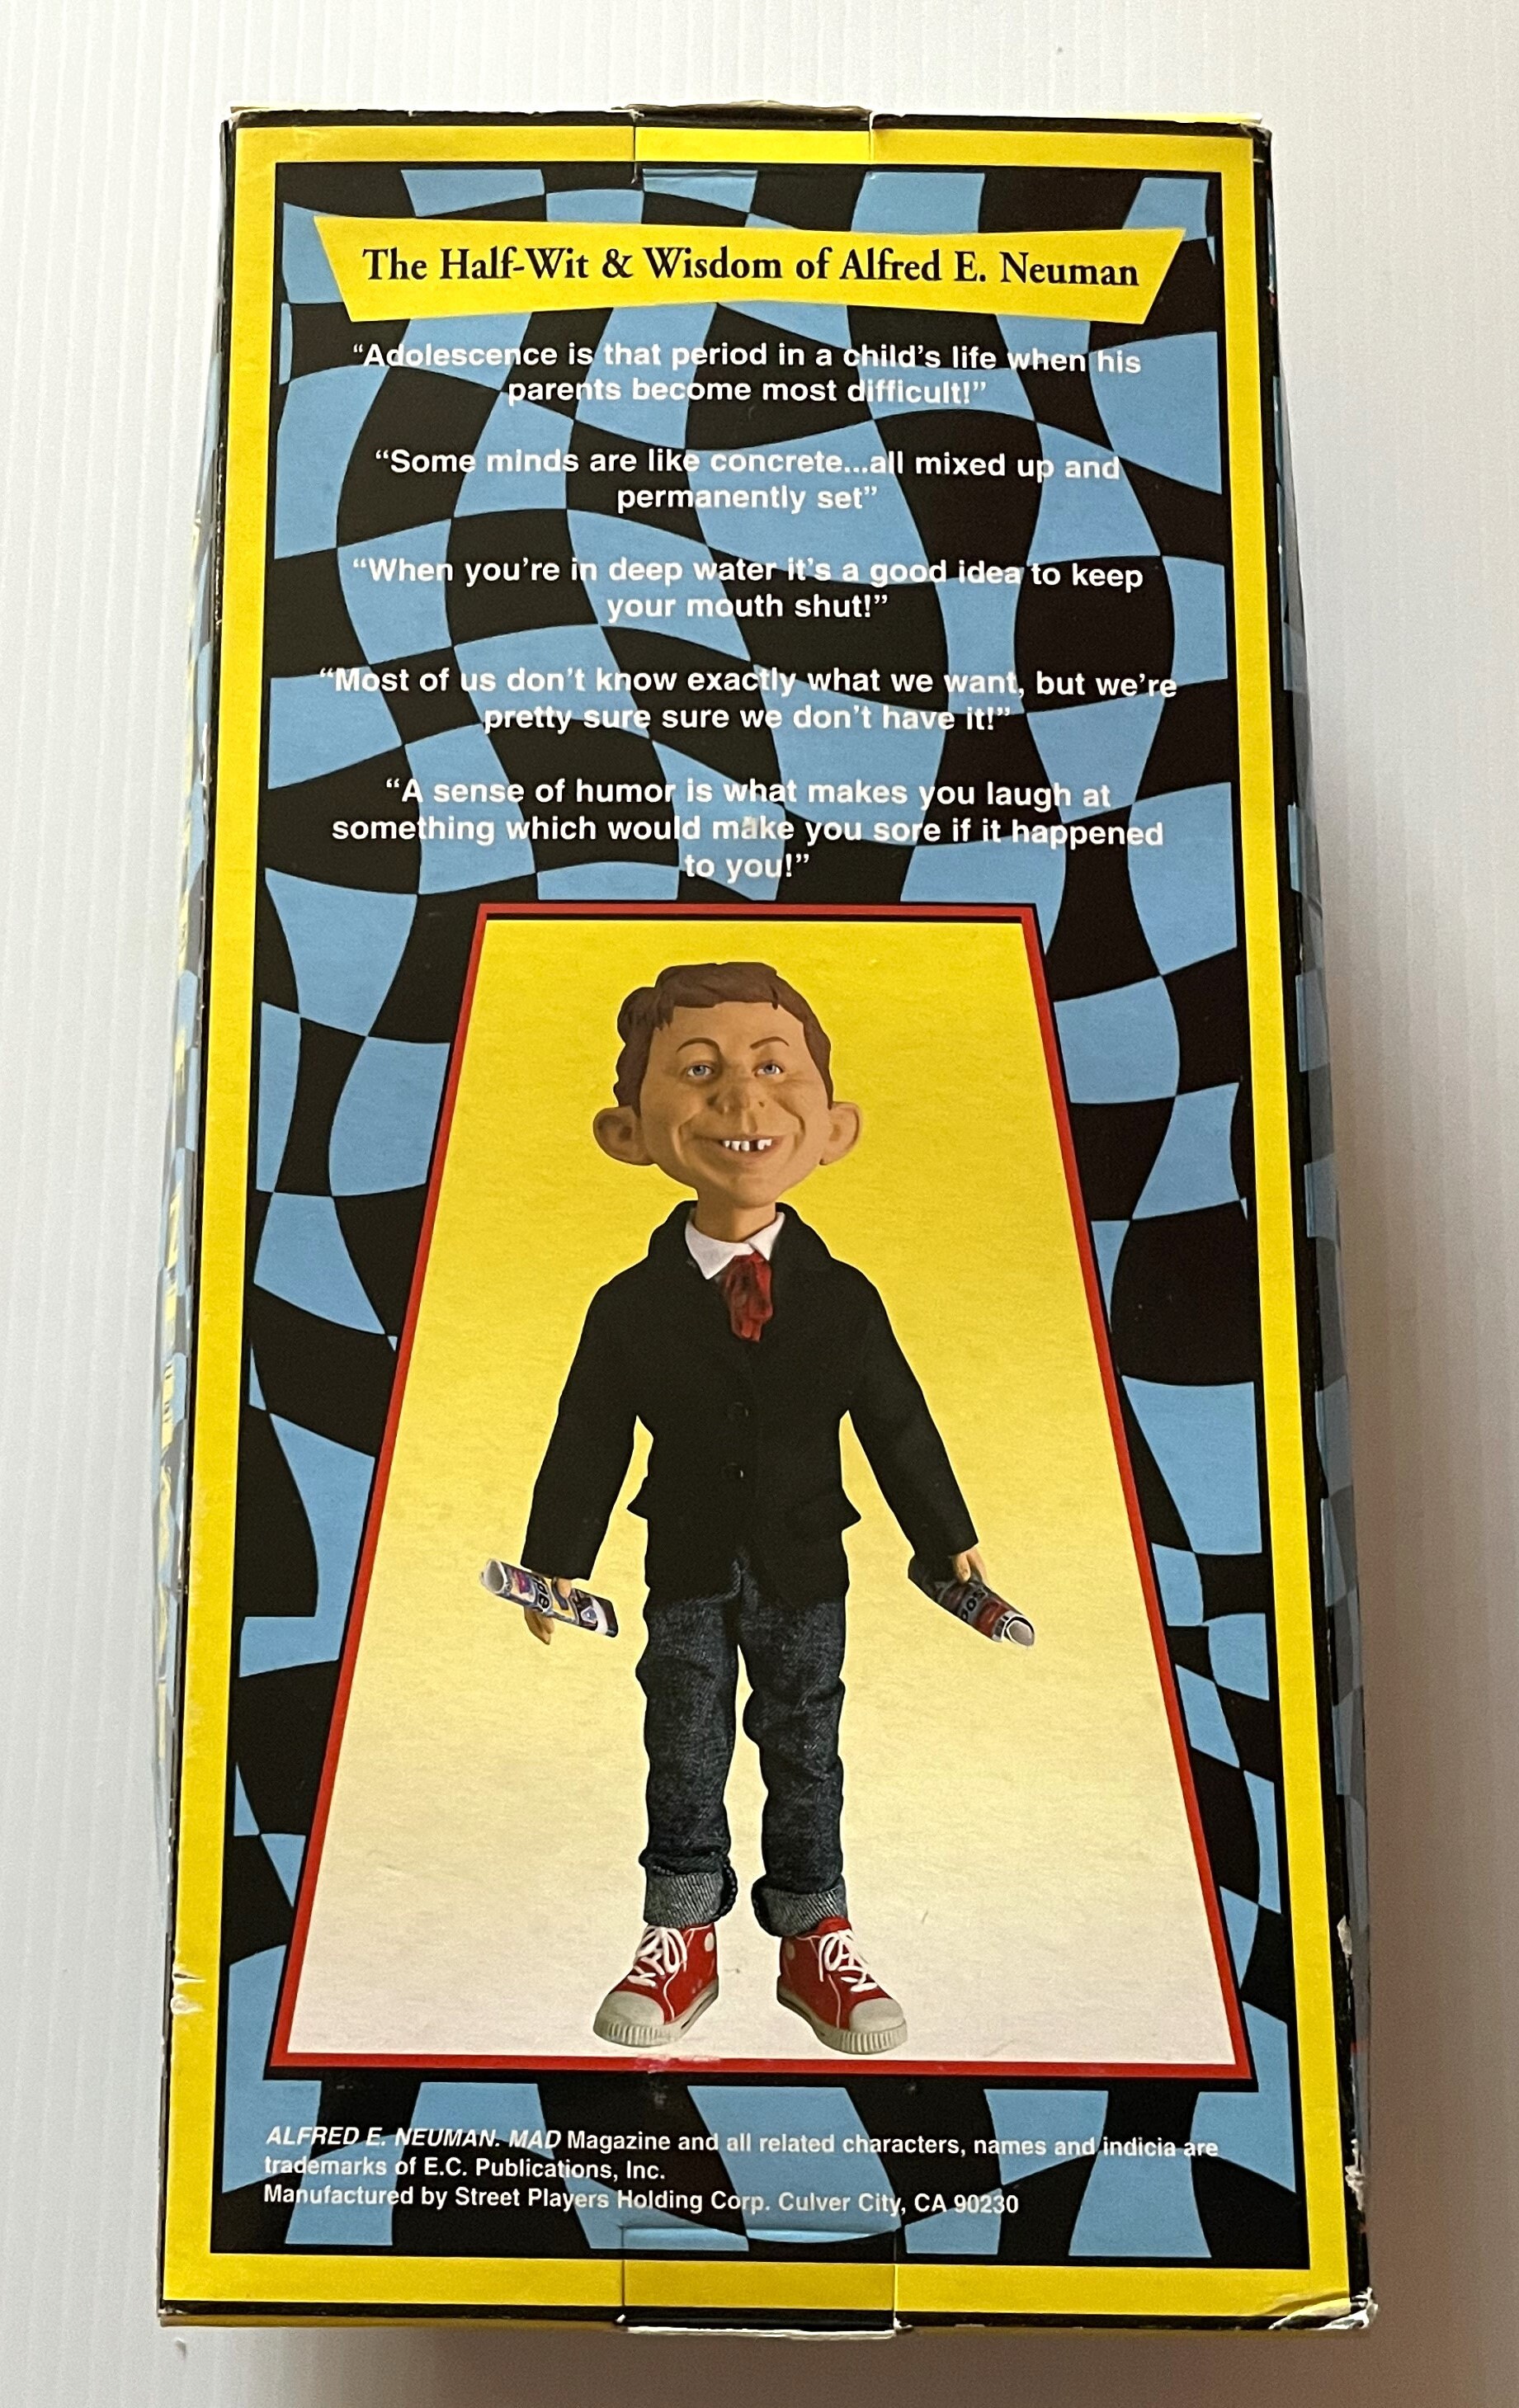 The Half-Wit & Wisdom of Alfred E. Neuman
“Adolescence is that period in a child’s life when his
parents become most difficult!”
“Some minds are like concrete...all mixed up and
permanently set”
“When you’re in deep water it’s a good idea to keep
your mouth shut!”
“Most of us don’t know exactly what we want, but we’re
pretty sure sure we don’t have it!”
“A sense of humor is what makes you laugh at
something which would make you sore if it happened
to you!”
ALFRED E. NEUMAN. MAD Magazine and all related characters, names and indicia are
trademarks of E.C. Publications, Inc.
Manufactured by Street Players Holding Corp. Culver City, CA 90230